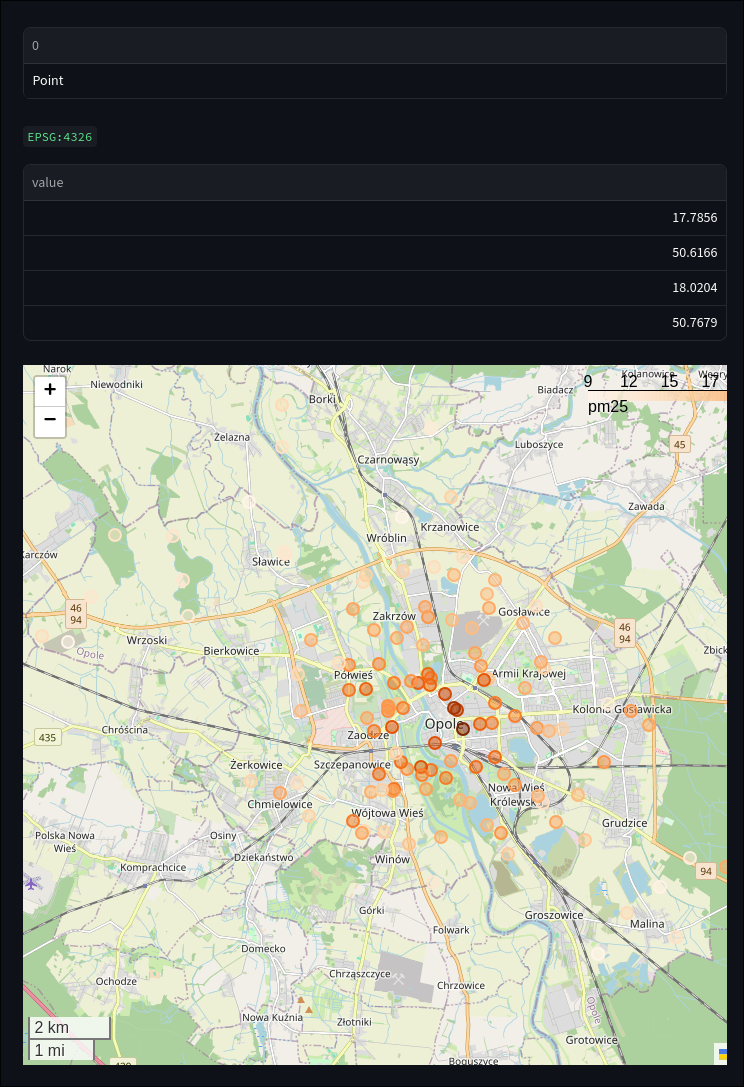 0
Point
EPSG:4326
value
17.7856
50.6166
18.0204
50.7679
Narok
+
−
Niewodniki
Borki
Biadacz
9 12 15 17
pm25
Żelazna
Luboszyce
45
Czarnowąsy
Zawada
Krzanowice
Wróblin
Karczów
Sławice
46
94
Zakrzów
Gosławice
46
94
Wrzoski
Opole
Bierkowice
Półwieś
Armii Krajowej
Kolonia Gosławicka
Opole
Chróścina
435
Zaodrze
Żerkowice
Szczepanowice
Nowa Wieś
Królewska
Chmielowice
Wójtowa Wieś
Grudzice
Polska Nowa
Wieś
Osiny
Dziekaństwo
Winów
Komprachcice
94
Górki
Groszowice
Malina
Folwark
Domecko
Chrząszczyce
Ochodze
Chrzowice
Opole
Nowa Kuźnia
Złotniki
2 km
1 mi
Grotowice
Boguszyce